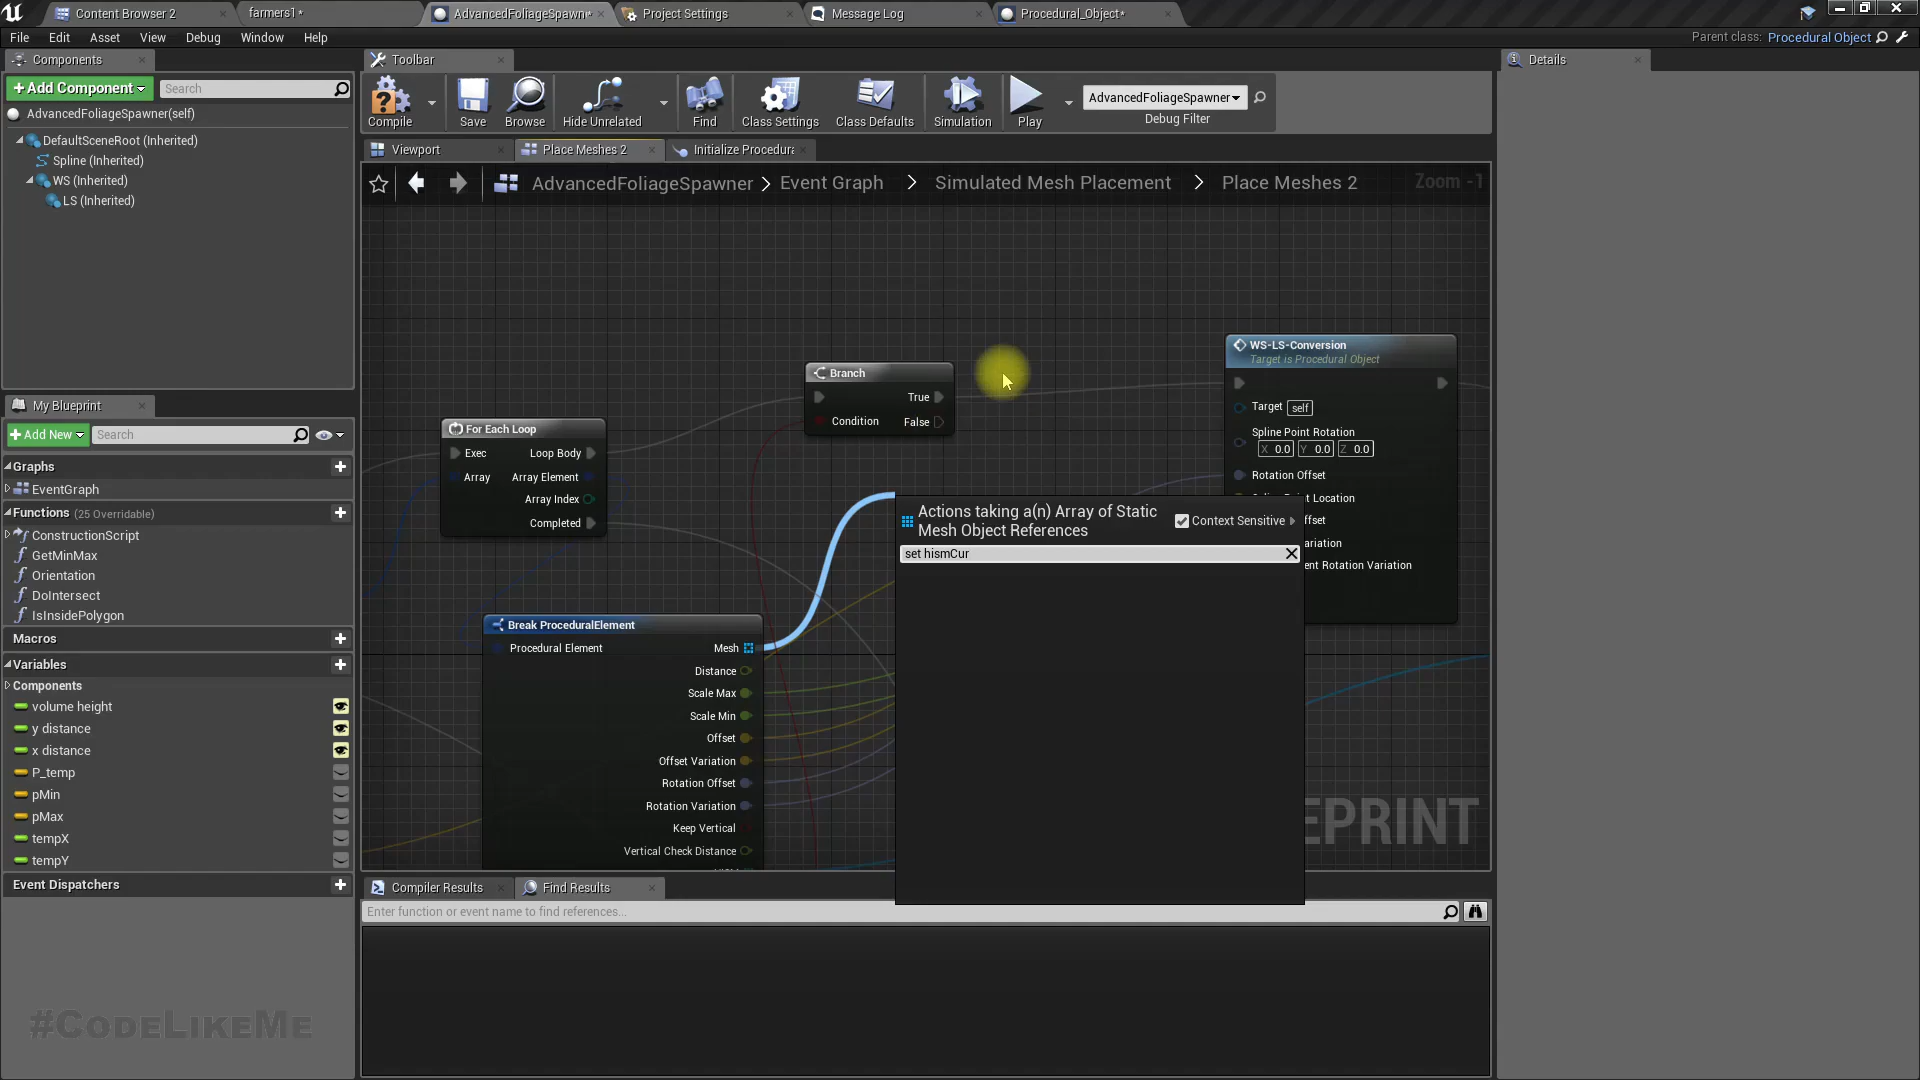 Content Browser 2
farmers1*
AdvancedFoliageSpawn
Project Settings
Message Log
Procedural_Object*
File
Edit
Asset
View
Debug
Window
Help
Parent class: Procedural Object
Components
Toolbar
Details
+Add Component
Search
AdvancedFoliageSpawner(self)
DefaultSceneRoot (Inherited)
Spline (Inherited)
WS (Inherited)
LS (Inherited)
Compile
Save
Browse
Hide Unrelated
Find
Class Settings
Class Defaults
Simulation
Play
AdvancedFoliageSpawner
Debug Filter
Viewport
Place Meshes 2
Initialize Procedura
AdvancedFoliageSpawner > Event Graph > Simulated Mesh Placement > Place Meshes 2
Zoom -1
Branch
True
Condition
False
For Each Loop
Exec
Loop Body
Array
Array Element
Array Index
Completed
WS-LS-Conversion
Target is Procedural Object
Target self
Spline Point Rotation
X 0.0 Y 0.0 Z 0.0
Rotation Offset
t Location
ffset
ariation
ent Rotation Variation
Actions taking a(n) Array of Static
Mesh Object References
Context Sensitive
set hismCur
Break ProceduralElement
Procedural Element
Mesh
Distance
Scale Max
Scale Min
Offset
Offset Variation
Rotation Offset
Rotation Variation
Keep Vertical
Vertical Check Distance
EPRINT
My Blueprint
+Add New
Search
Graphs
EventGraph
Functions (25 Overridable)
ConstructionScript
GetMinMax
Orientation
DoIntersect
IsInsidePolygon
Macros
Variables
Components
volume height
y distance
x distance
P_temp
pMin
pMax
tempX
tempY
Event Dispatchers
Compiler Results
Find Results
Enter function or event name to find references...
#CodeLikeMe